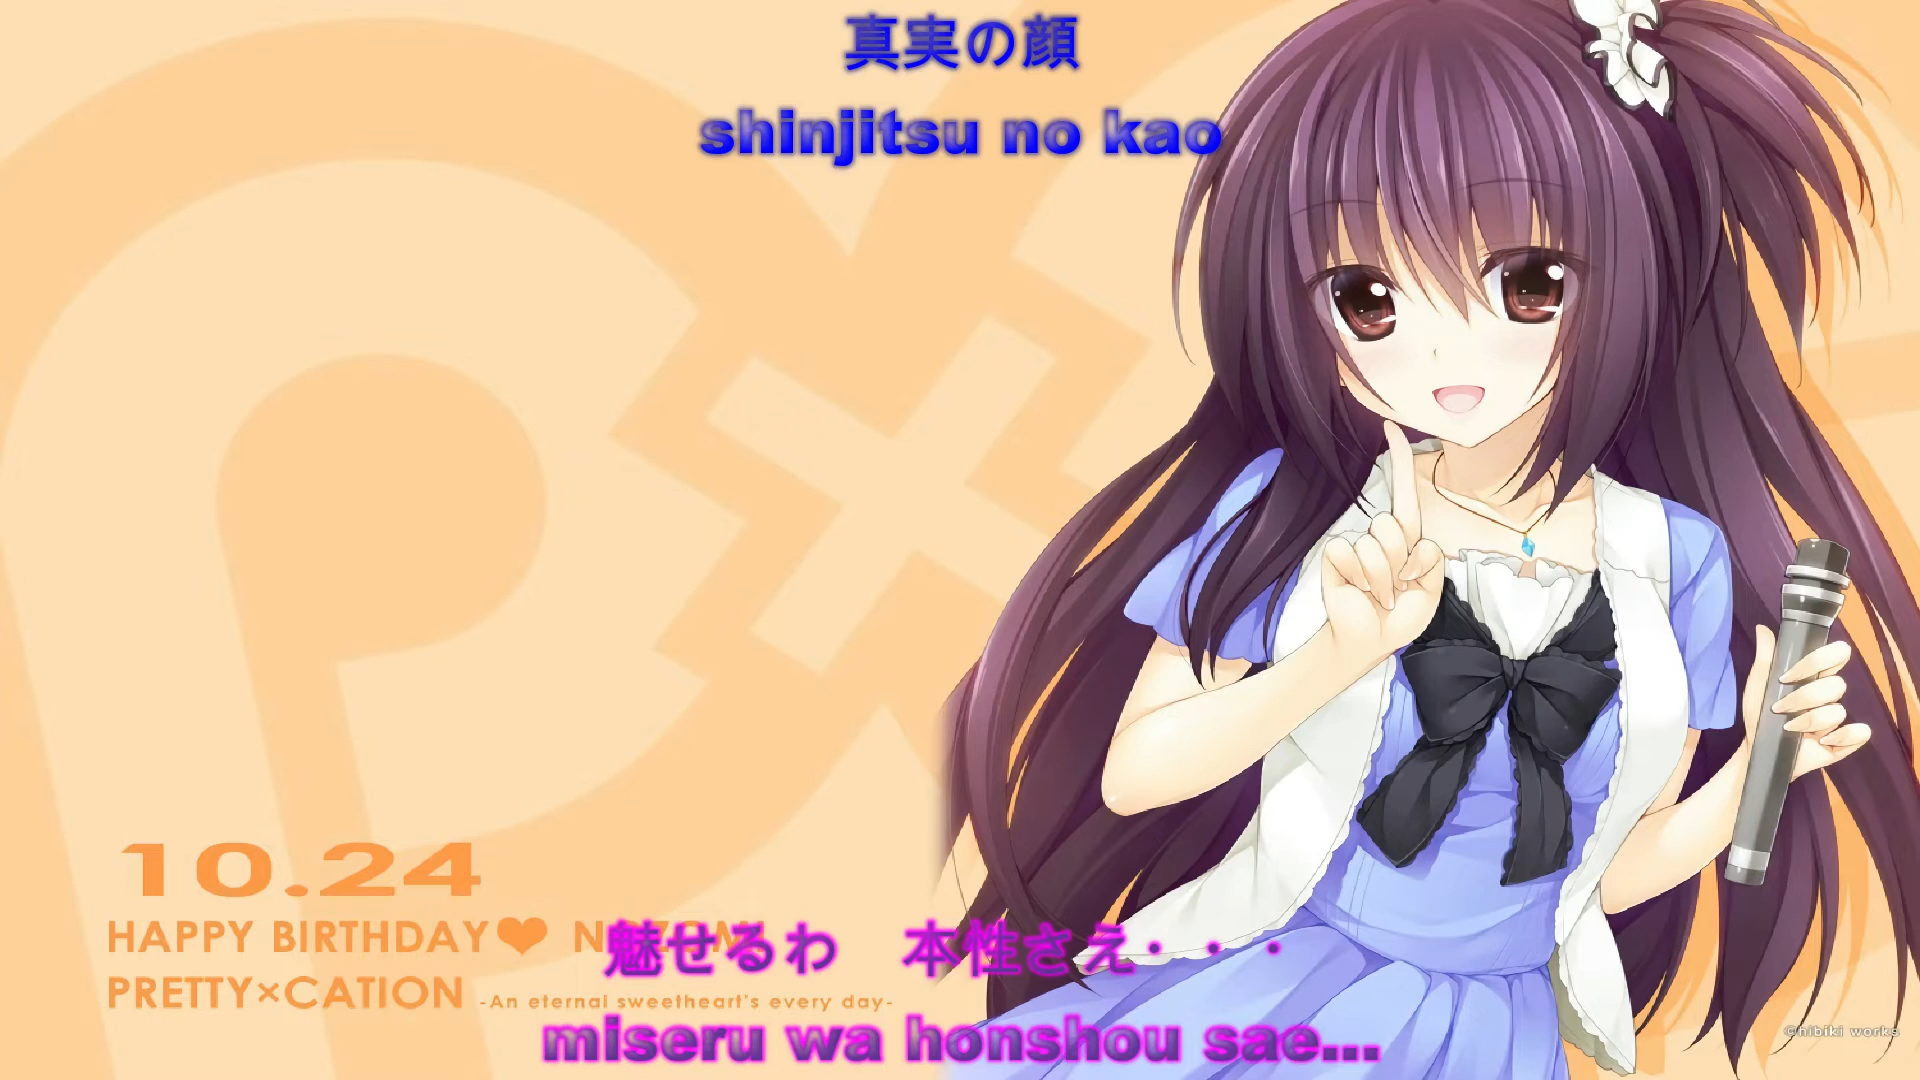 真実の顔
shinjitsu no kao
10.24
HAPPY BIRTHDAY❤
魅せるわ　本性さえ・・・
PRETTY×CATION -An eternal sweetheart's every day-
miseru wa honshou sae...
©hibiki works